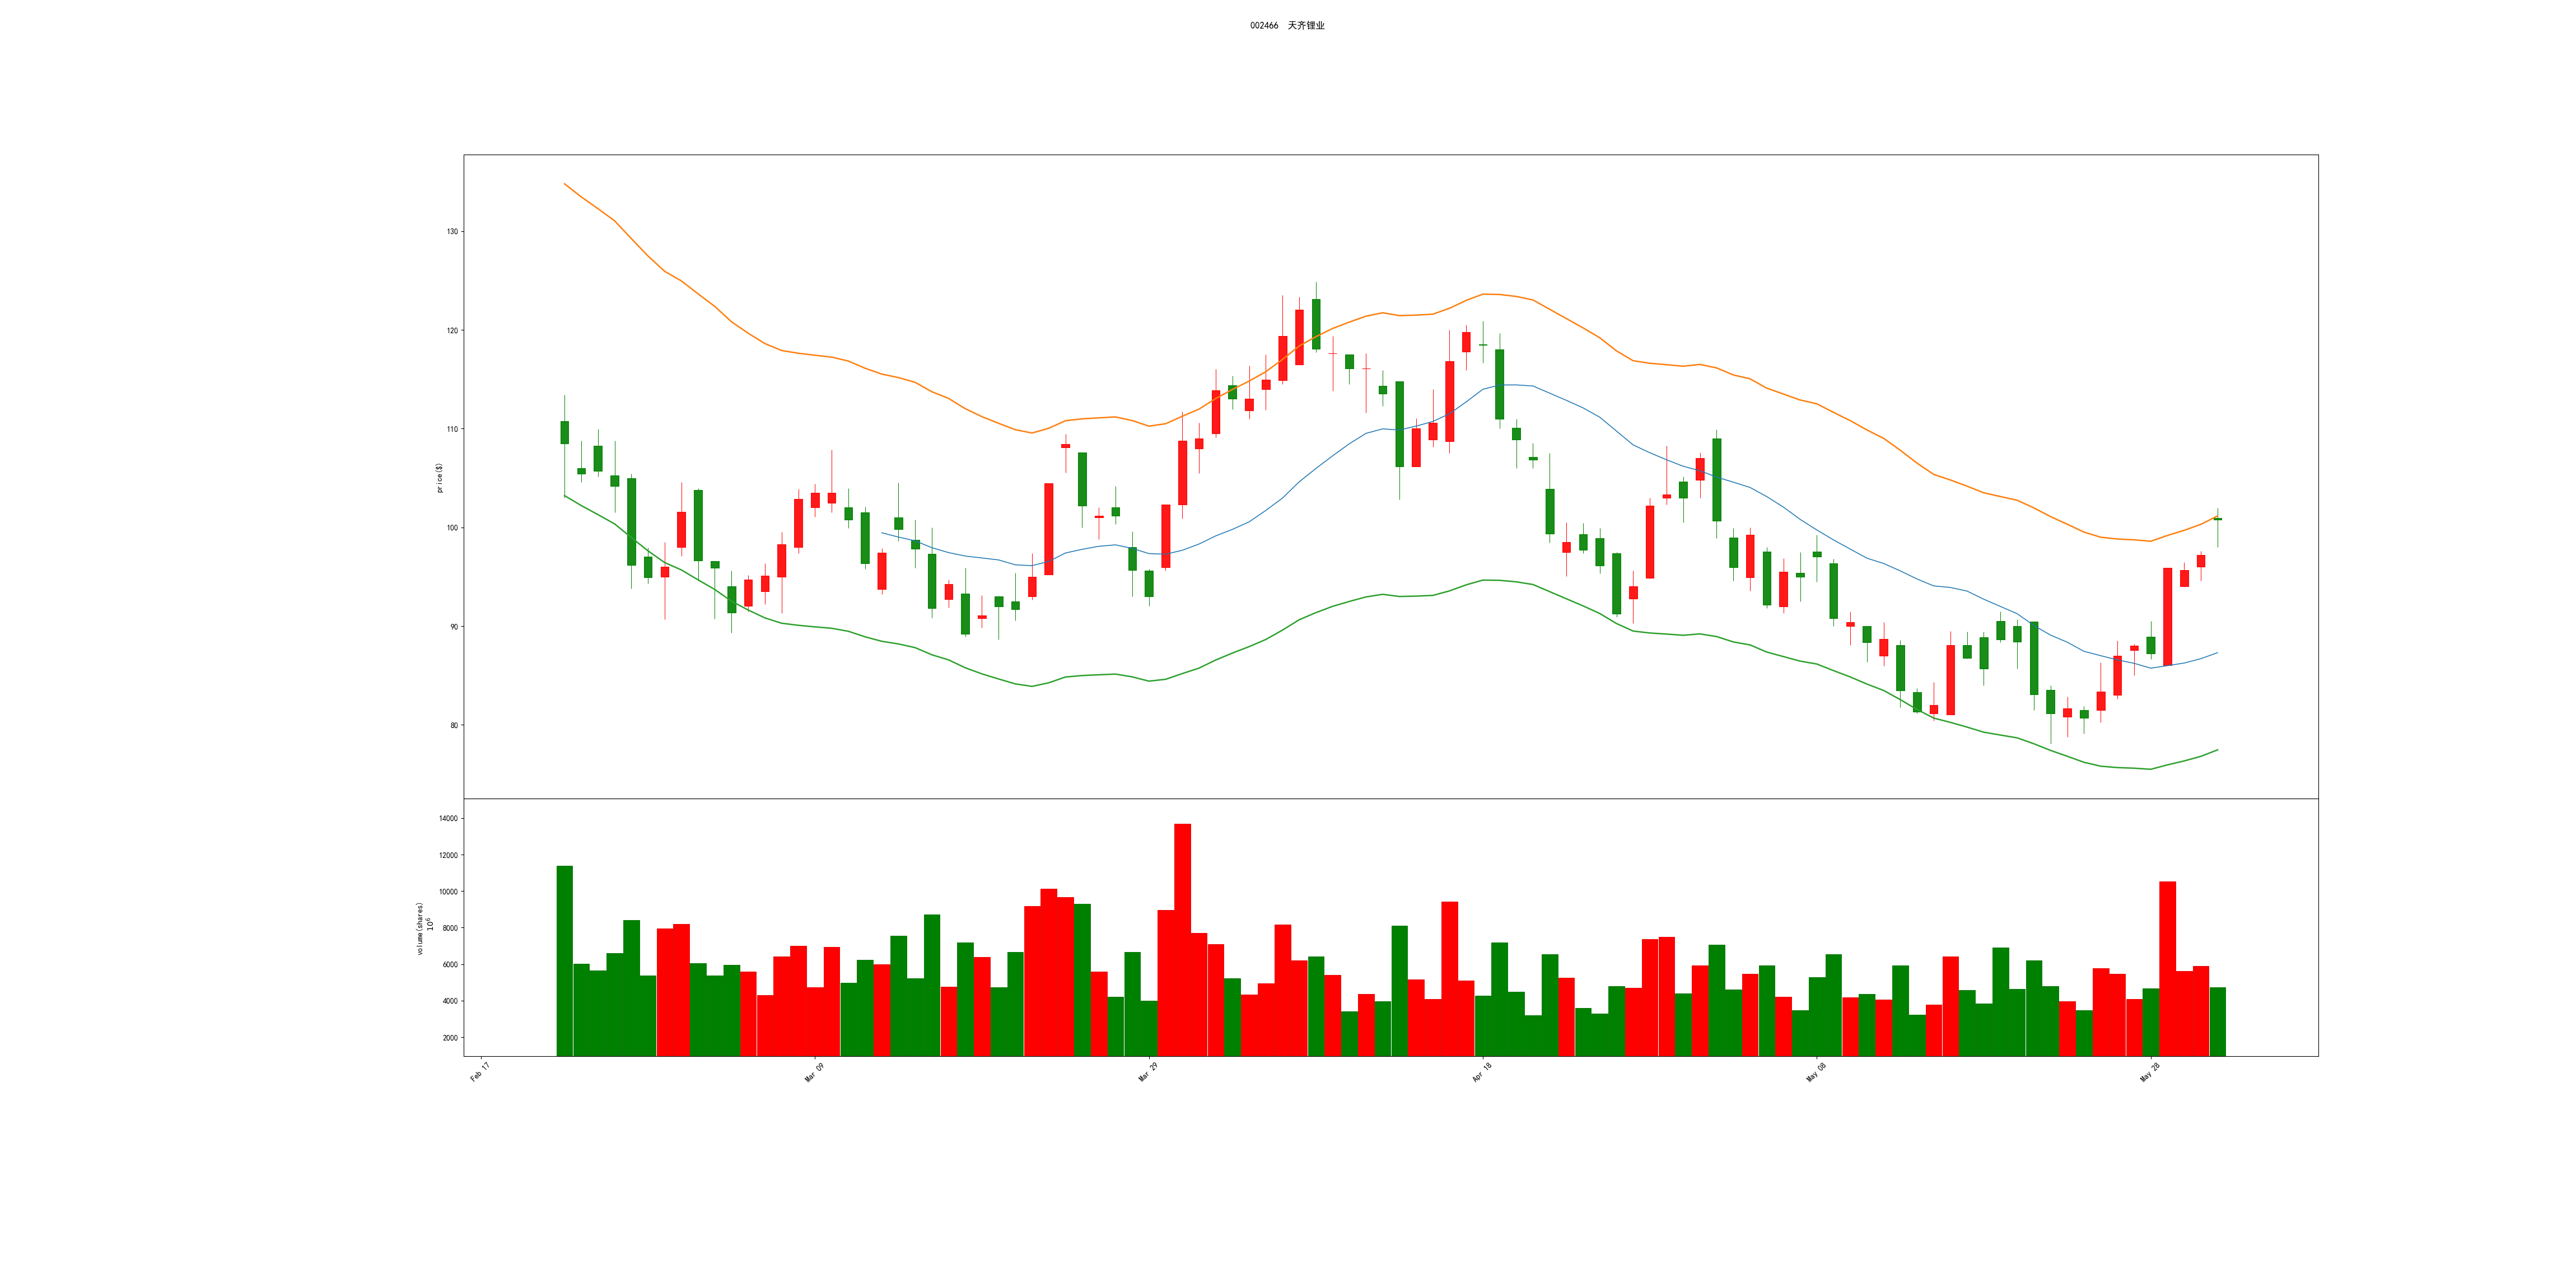 002466 天齐锂业
130
120
110
100
90
80
price($)
14000
12000
10000
8000
6000
4000
2000
volume(shares)
10^6
Feb 17
Mar 09
Mar 29
Apr 18
May 08
May 28